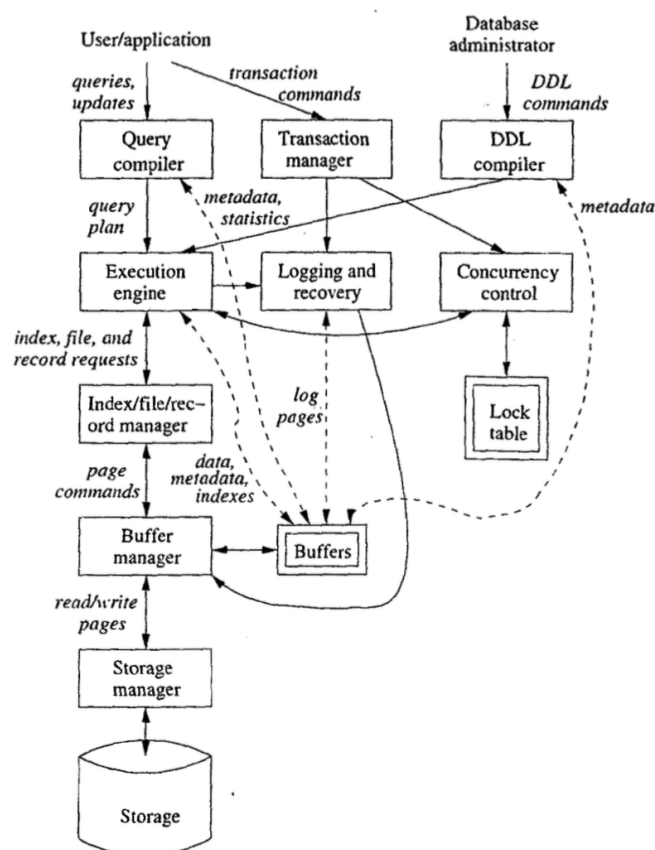 User/application
Database
administrator
queries,
updates
transaction
commands
DDL
commands
Query
compiler
Transaction
manager
DDL
compiler
query
plan
metadata,
statistics
metadata
Execution
engine
Logging and
recovery
Concurrency
control
index, file, and
record requests
Index/file/rec-
ord manager
log
pages
Lock
table
page
commands
data,
metadata,
indexes
Buffer
manager
Buffers
read/write
pages
Storage
manager
Storage